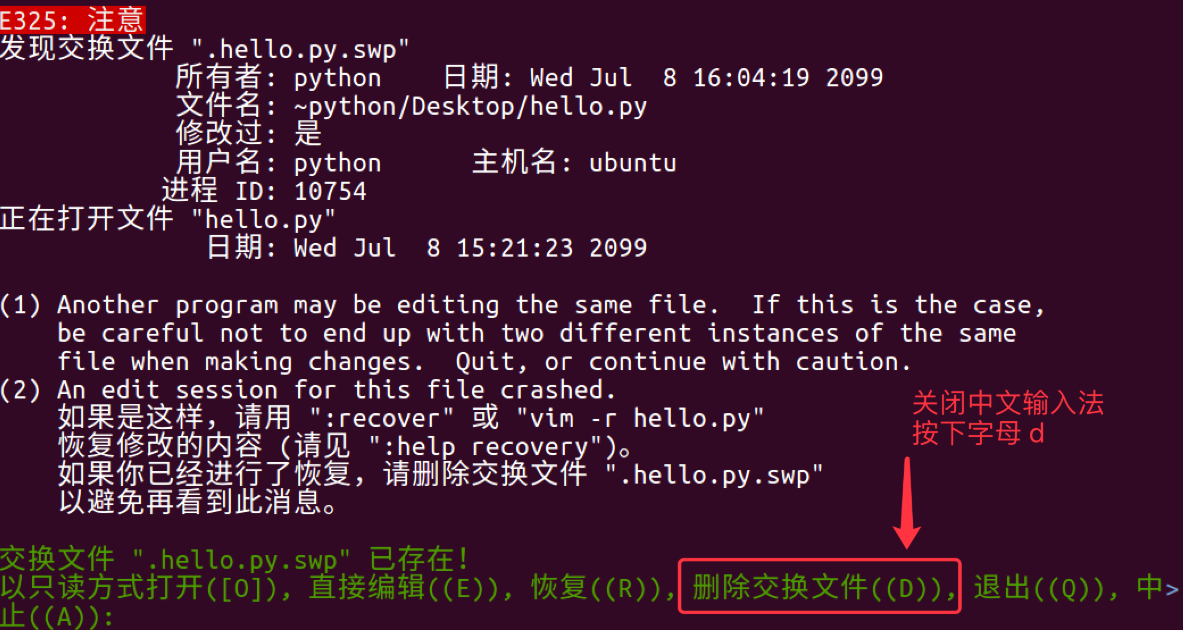 E325: 注意
发现交换文件 ".hello.py.swp"
所有者: python    日期: Wed Jul  8 16:04:19 2099
文件名: ~python/Desktop/hello.py
修改过: 是
用户名: python      主机名: ubuntu
进程 ID: 10754
正在打开文件 "hello.py"
日期: Wed Jul  8 15:21:23 2099
(1) Another program may be editing the same file.  If this is the case,
be careful not to end up with two different instances of the same
file when making changes.  Quit, or continue with caution.
(2) An edit session for this file crashed.
如果是这样，请用 ":recover" 或 "vim -r hello.py"
恢复修改的内容 (请见 ":help recovery")。
如果你已经进行了恢复，请删除交换文件 ".hello.py.swp"
以避免再看到此消息。
关闭中文输入法
按下字母 d
交换文件 ".hello.py.swp" 已存在！
以只读方式打开([O]), 直接编辑((E)), 恢复((R)), 删除交换文件((D)), 退出((Q)), 中>
止((A)):